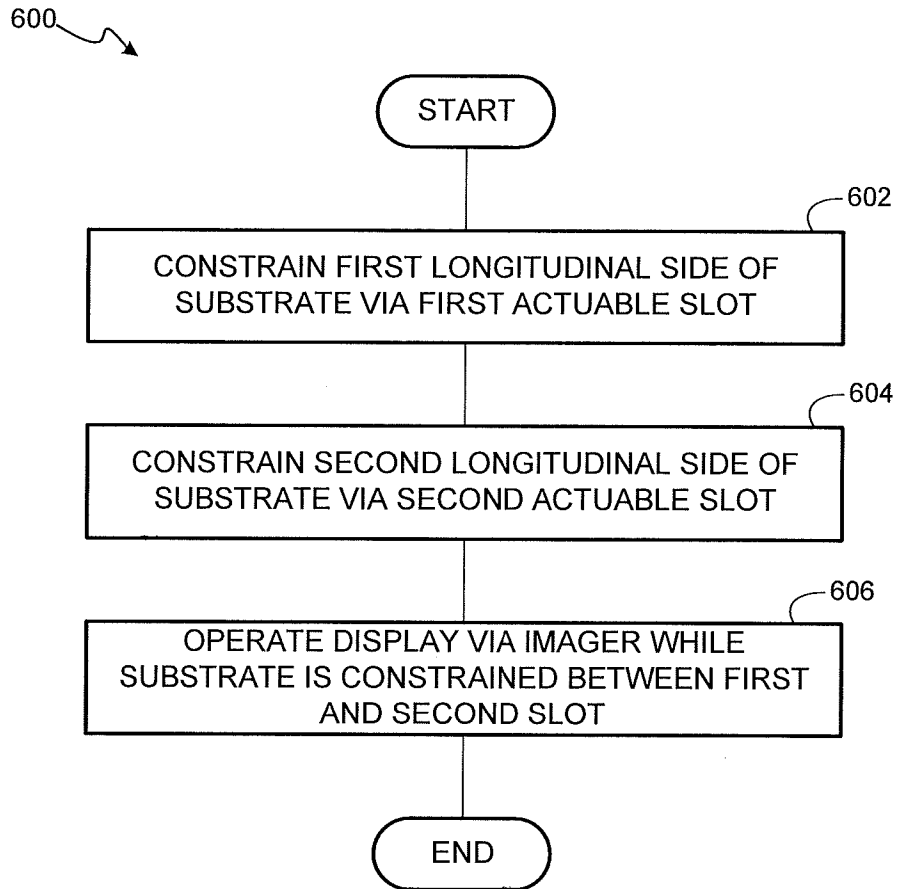 600
START
602
CONSTRAIN FIRST LONGITUDINAL SIDE OF
SUBSTRATE VIA FIRST ACTUABLE SLOT
604
CONSTRAIN SECOND LONGITUDINAL SIDE OF
SUBSTRATE VIA SECOND ACTUABLE SLOT
606
OPERATE DISPLAY VIA IMAGER WHILE
SUBSTRATE IS CONSTRAINED BETWEEN FIRST
AND SECOND SLOT
END